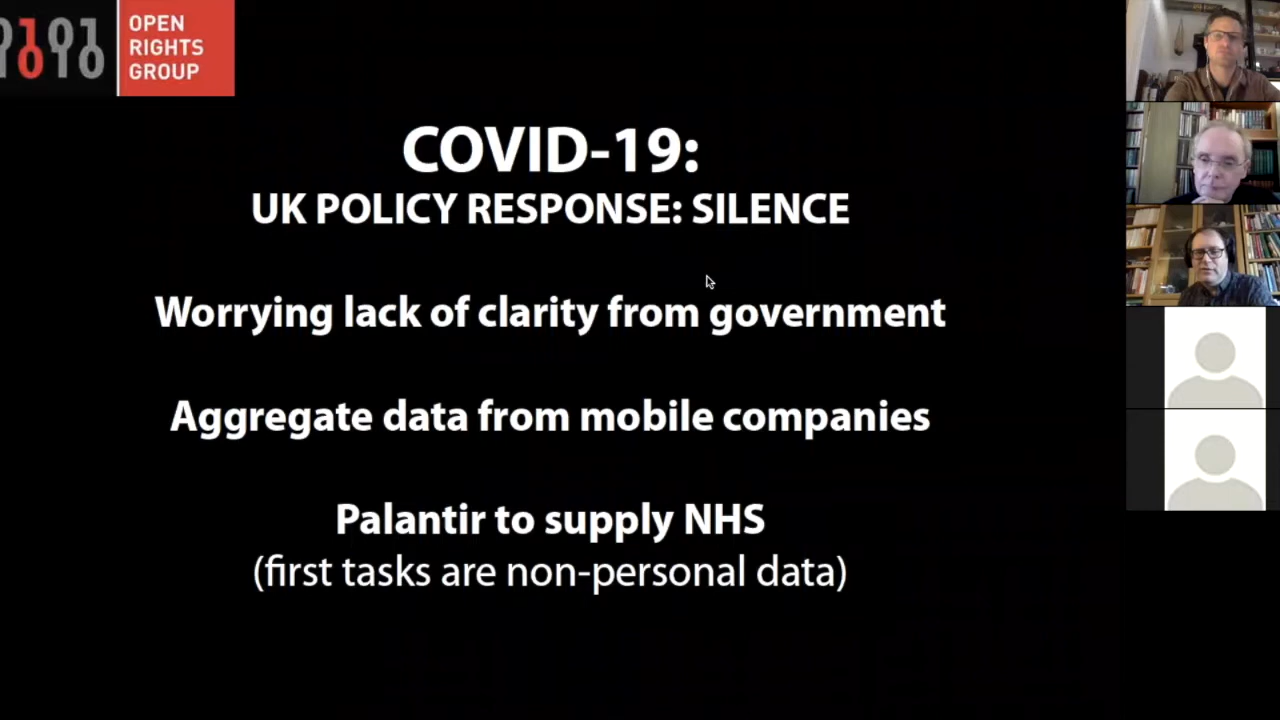 OPEN
RIGHTS
GROUP
COVID-19:
UK POLICY RESPONSE: SILENCE
Worrying lack of clarity from government
Aggregate data from mobile companies
Palantir to supply NHS
(first tasks are non-personal data)